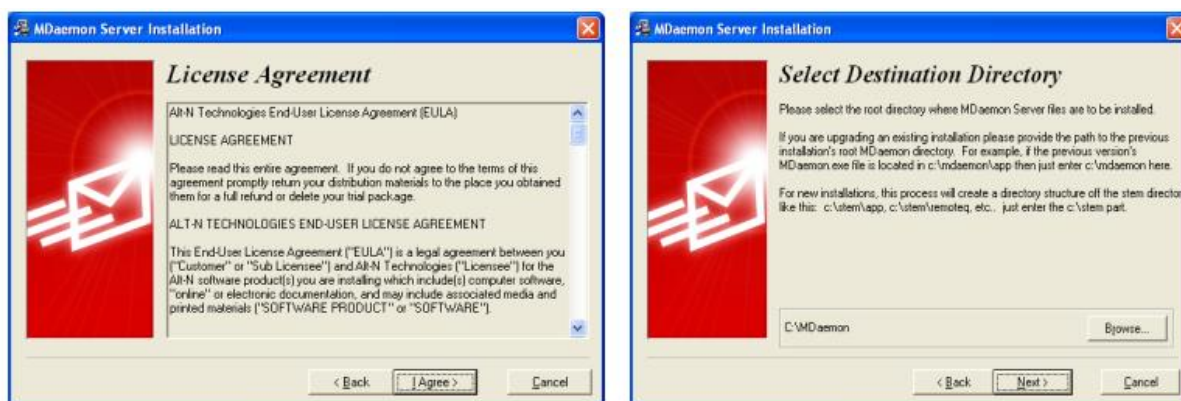 MDaemon Server Installation
License Agreement
Alt-N Technologies End-User License Agreement (EULA)
LICENSE AGREEMENT
Please read this entire agreement. If you do not agree to the terms of this
agreement promptly return your distribution materials to the place you obtained
them for a full refund or delete your trial package.
ALT-N TECHNOLOGIES END-USER LICENSE AGREEMENT
This End-User License Agreement ("EULA") is a legal agreement between you
("Customer" or "Sub Licensee") and Alt-N Technologies ("Licensee") for the
Alt-N software product(s) you are installing which include(s) computer software,
"online" or electronic documentation, and may include associated media and
printed materials ("SOFTWARE PRODUCT" or "SOFTWARE").
< Back
I Agree >
Cancel
MDaemon Server Installation
Select Destination Directory
Please select the root directory where MDaemon Server files are to be installed.
If you are upgrading an existing installation please provide the path to the previous
installation's root MDaemon directory. For example, if the previous version's
MDaemon exe file is located in c:\mdaemon\app then just enter c:\mdaemon here.
For new installations, this process will create a directory structure off the stem director
like this: c:\stem\app, c:\stem\remoteq, etc.. just enter the c:\stem part.
C:\MDaemon
Browse...
< Back
Next >
Cancel